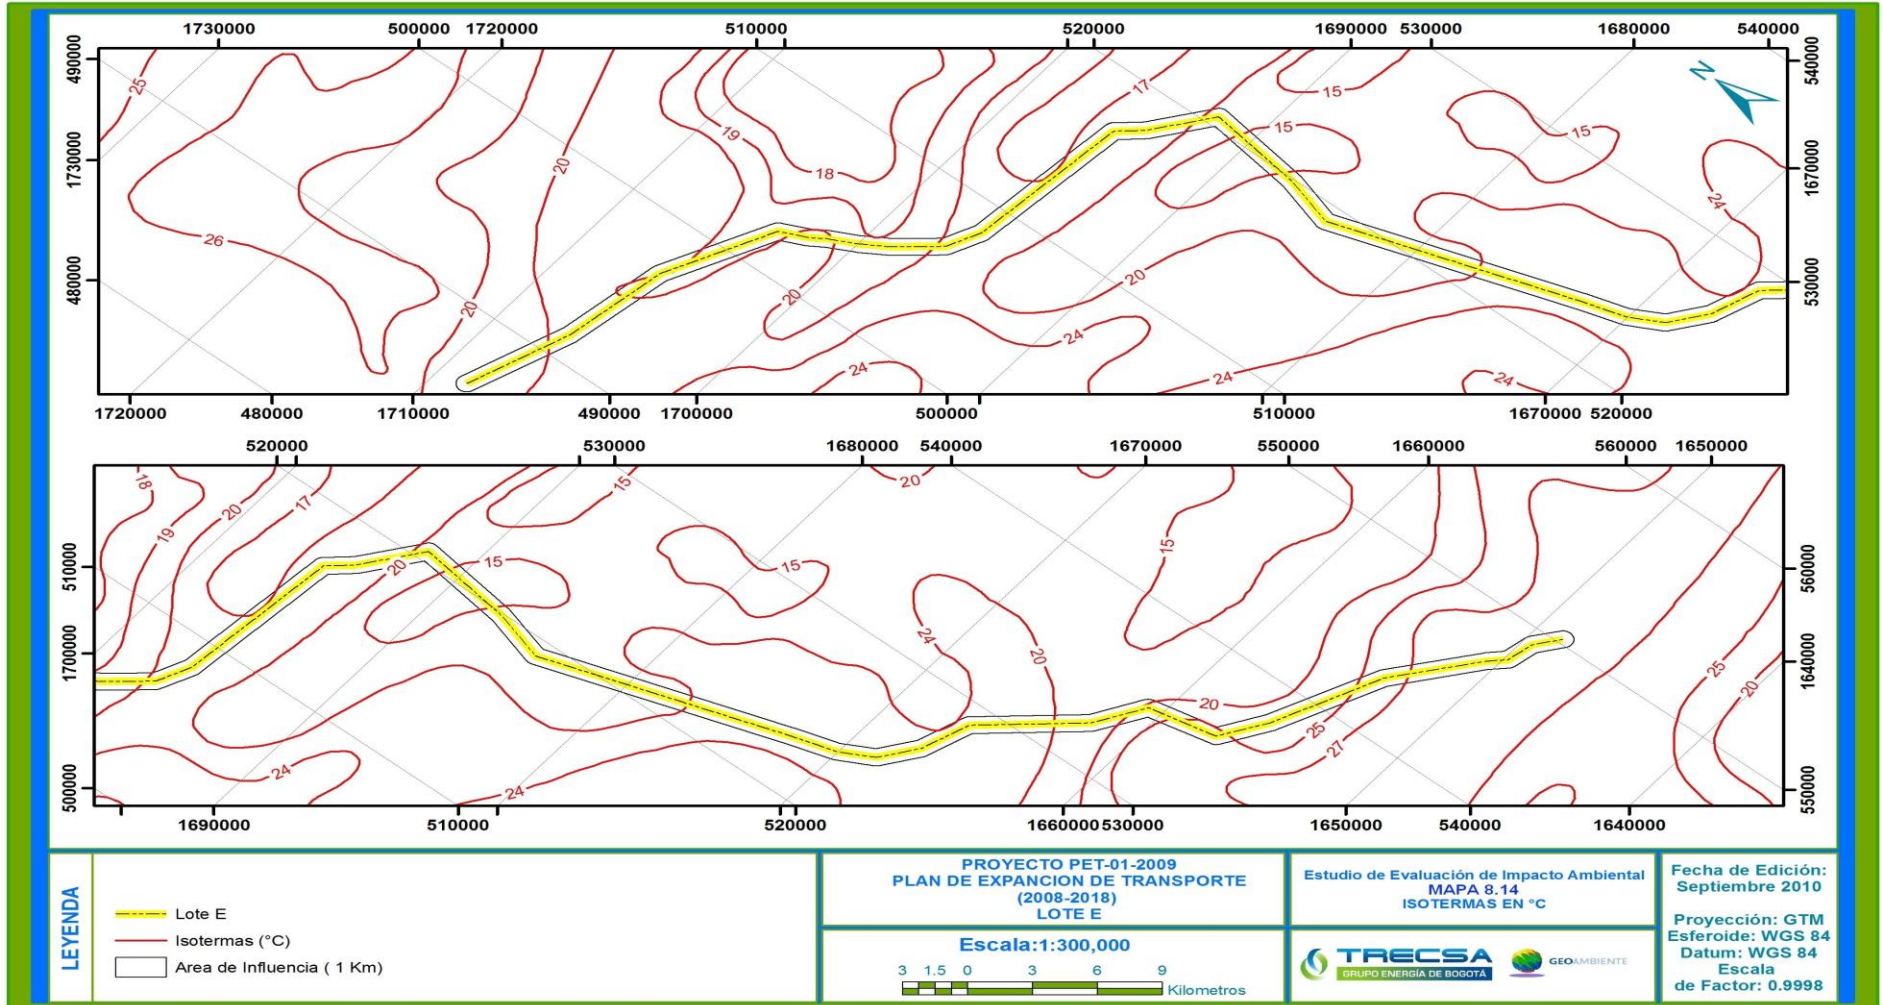 1730000 500000 1720000 510000 520000 1690000 530000 1680000 540000
490000
1730000
480000
540000
1670000
530000
N
25
20
19
18
17
15
15
15
24
26
20
20
20
24
24
24
24
1720000 480000 1710000 490000 1700000 500000 510000 1670000 520000
520000 530000 1680000 540000 1670000 550000 1660000 560000 1650000
510000
1700000
500000
560000
1640000
550000
18
20
17
19
15
20
20
15
15
15
24
20
20
25
27
25
20
24
24
1690000 510000 520000 1660000 530000 1650000 540000 1640000
LEYENDA
Lote E
Isotermas (°C)
Area de Influencia ( 1 Km)
PROYECTO PET-01-2009
PLAN DE EXPANCION DE TRANSPORTE
(2008-2018)
LOTE E
Escala:1:300,000
3 1.5 0 3 6 9
Kilometros
Estudio de Evaluación de Impacto Ambiental
MAPA 8.14
ISOTERMAS EN °C
TRECSA
GRUPO ENERGÍA DE BOGOTÁ
GEOAMBIENTE
Fecha de Edición:
Septiembre 2010
Proyección: GTM
Esferoide: WGS 84
Datum: WGS 84
Escala
de Factor: 0.9998